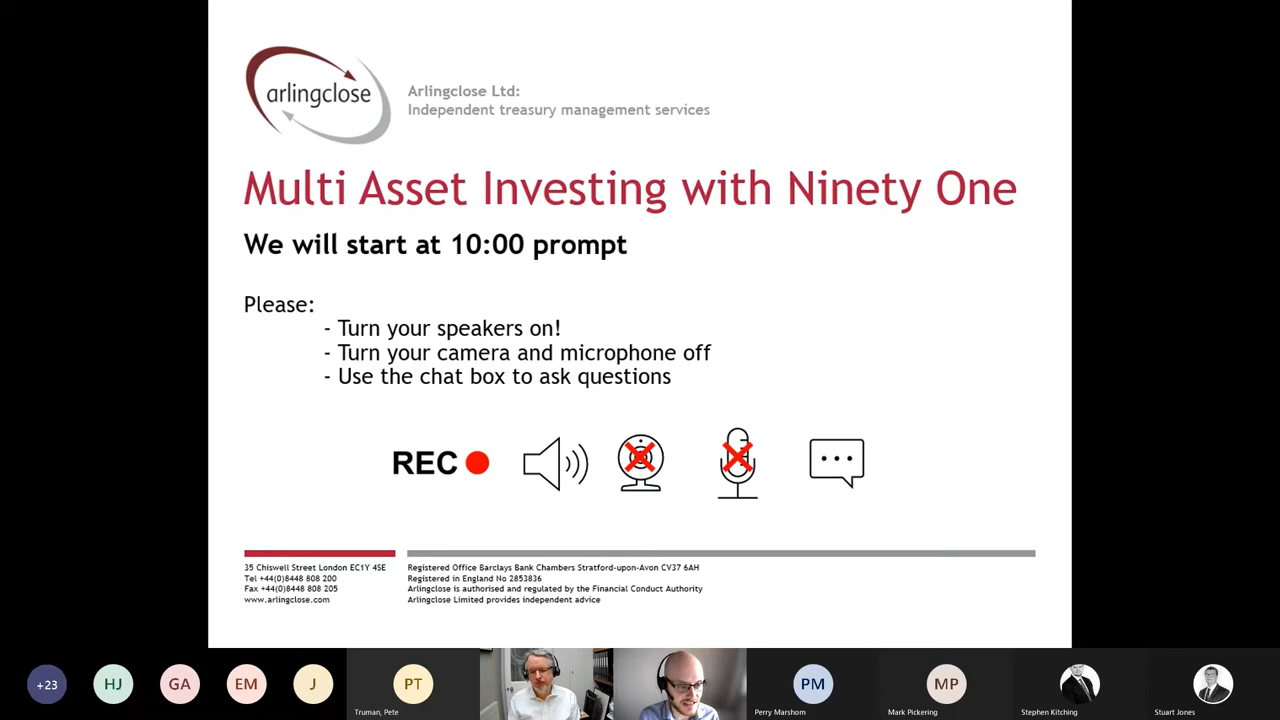 arlingclose
Arlingclose Ltd:
Independent treasury management services
Multi Asset Investing with Ninety One
We will start at 10:00 prompt
Please:
- Turn your speakers on!
- Turn your camera and microphone off
- Use the chat box to ask questions
REC
35 Chiswell Street London EC1Y 4SE
Tel +44(0)8448 808 200
Fax +44(0)8448 808 205
www.arlingclose.com
Registered Office Barclays Bank Chambers Stratford-upon-Avon CV37 6AH
Registered in England No 2853836
Arlingclose is authorised and regulated by the Financial Conduct Authority
Arlingclose Limited provides independent advice
+23
HJ
GA
EM
J
PT
PM
MP
Truman, Pete
Perry Marshom
Mark Pickering
Stephen Kitching
Stuart Jones